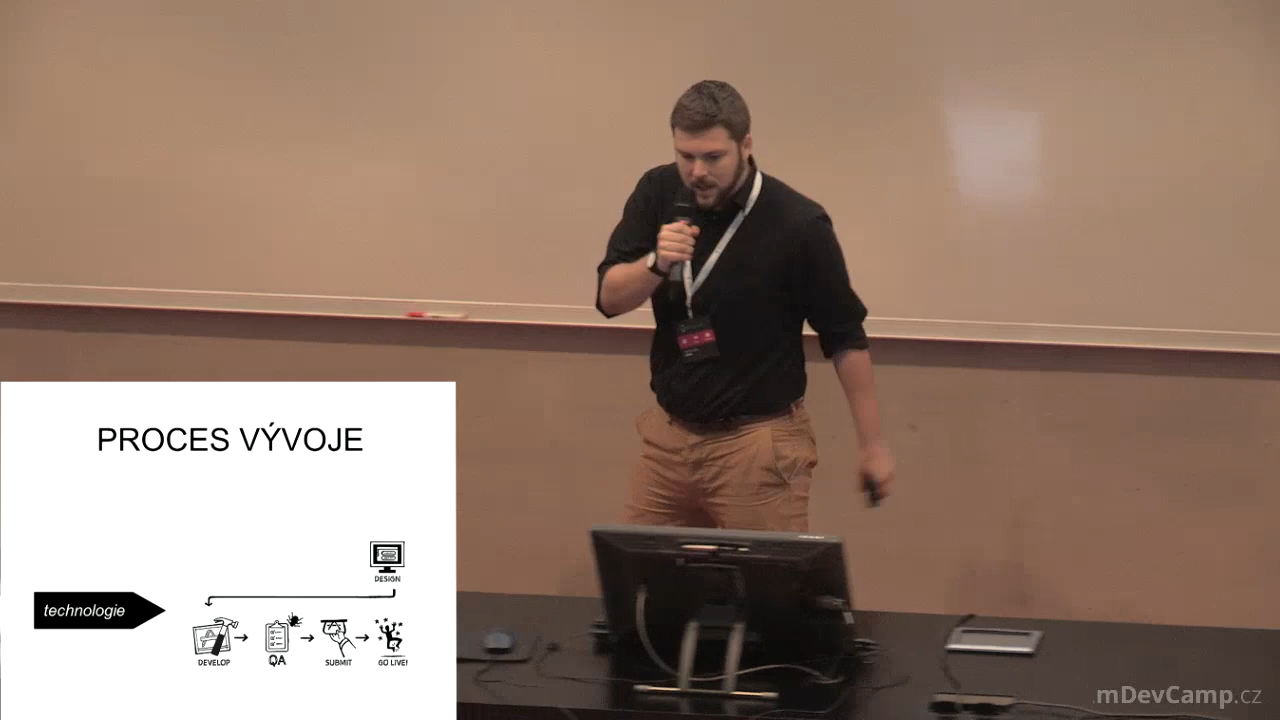 PROCES VÝVOJE
DESIGN
technologie
DEVELOP
QA
SUBMIT
GO LIVE!
mDevCamp.cz